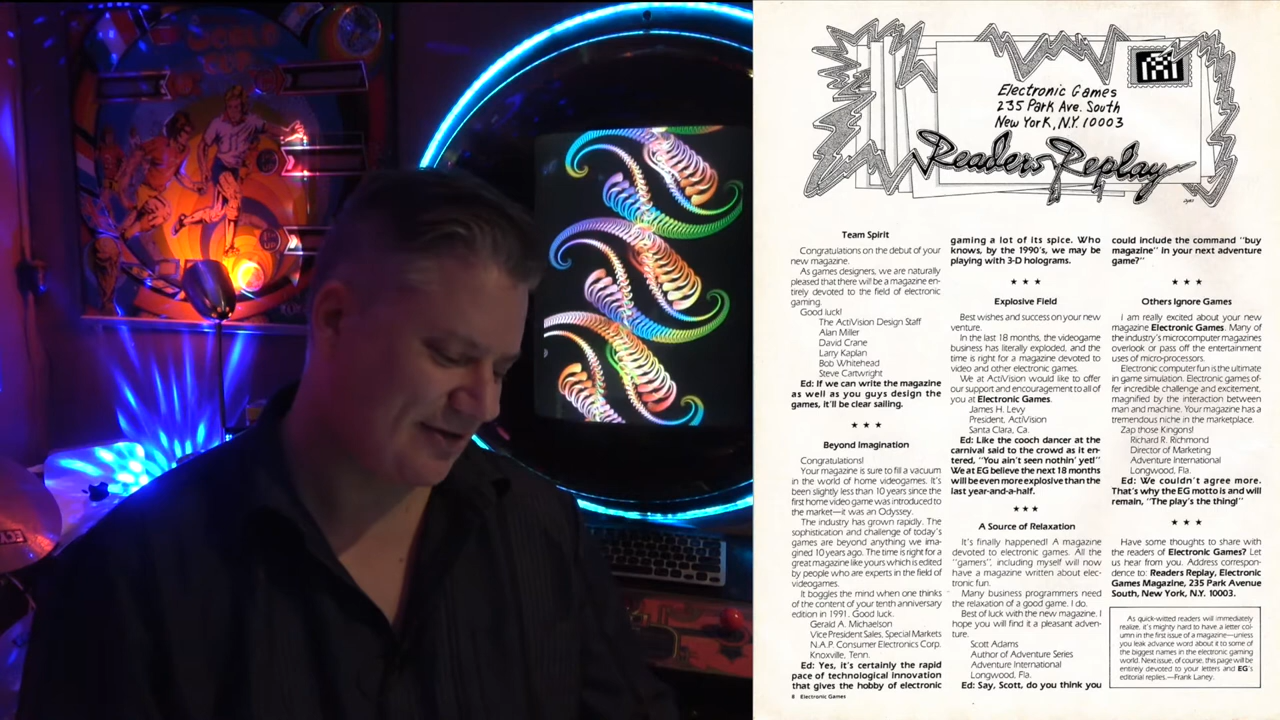 WORLD CUP
Electronic Games
235 Park Ave. South
New York, N.Y. 10003
Readers Replay
Team Spirit
Congratulations on the debut of your
new magazine.
As games designers, we are naturally
pleased that there will be a magazine en-
tirely devoted to the field of electronic
gaming.
Good luck!
The ActiVision Design Staff
Alan Miller
David Crane
Larry Kaplan
Bob Whitehead
Steve Cartwright
Ed: If we can write the magazine
as well as you guys design the
games, it'll be clear sailing.
★ ★ ★
Beyond Imagination
Congratulations!
Your magazine is sure to fill a vacuum
in the world of home videogames. It's
been slightly less than 10 years since the
first home video game was introduced to
the market—it was an Odyssey.
The industry has grown rapidly. The
sophistication and challenge of today's
games are beyond anything we ima-
gined 10 years ago. The time is right for a
great magazine like yours which is edited
by people who are experts in the field of
videogames.
It boggles the mind when one thinks
of the content of your tenth anniversary
edition in 1991. Good luck.
Gerald A. Michaelson
Vice President Sales, Special Markets
N.A.P. Consumer Electronics Corp.
Knoxville, Tenn.
Ed: Yes, it's certainly the rapid
pace of technological innovation
that gives the hobby of electronic
gaming a lot of its spice. Who
knows, by the 1990's, we may be
playing with 3-D holograms.
★ ★ ★
Explosive Field
Best wishes and success on your new
venture.
In the last 18 months, the videogame
business has literally exploded, and the
time is right for a magazine devoted to
video and other electronic games.
We at ActiVision would like to offer
our support and encouragement to all of
you at Electronic Games.
James H. Levy
President, ActiVision
Santa Clara, Ca.
Ed: Like the cooch dancer at the
carnival said to the crowd as it en-
tered, "You ain't seen nothin' yet!"
We at EG believe the next 18 months
will be even more explosive than the
last year-and-a-half.
★ ★ ★
A Source of Relaxation
It's finally happened! A magazine
devoted to electronic games. All the
"gamers", including myself will now
have a magazine written about elec-
tronic fun.
Many business programmers need
the relaxation of a good game. I do.
Best of luck with the new magazine. I
hope you will find it a pleasant adven-
ture.
Scott Adams
Author of Adventure Series
Adventure International
Longwood, Fla.
Ed: Say, Scott, do you think you
could include the command "buy
magazine" in your next adventure
game?"
★ ★ ★
Others Ignore Games
I am really excited about your new
magazine Electronic Games. Many of
the industry's microcomputer magazines
overlook or pass off the entertainment
uses of micro-processors.
Electronic computer fun is the ultimate
in game simulation. Electronic games of-
fer incredible challenge and excitement,
magnified by the interaction between
man and machine. Your magazine has a
tremendous niche in the marketplace.
Zap those Kingons!
Richard R. Richmond
Director of Marketing
Adventure International
Longwood, Fla.
Ed: We couldn't agree more.
That's why the EG motto is and will
remain, "The play's the thing!"
★ ★ ★
Have some thoughts to share with
the readers of Electronic Games? Let
us hear from you. Address correspon-
dence to: Readers Replay, Electronic
Games Magazine, 235 Park Avenue
South, New York, N.Y. 10003.
As quick-witted readers will immediately
realize, it's mighty hard to have a letter col-
umn in the first issue of a magazine—unless
you leak advance word about it to some of
the biggest names in the electronic gaming
world. Next issue, of course, this page will be
entirely devoted to your letters and EG's
editorial replies.—Frank Laney.
8 Electronic Games